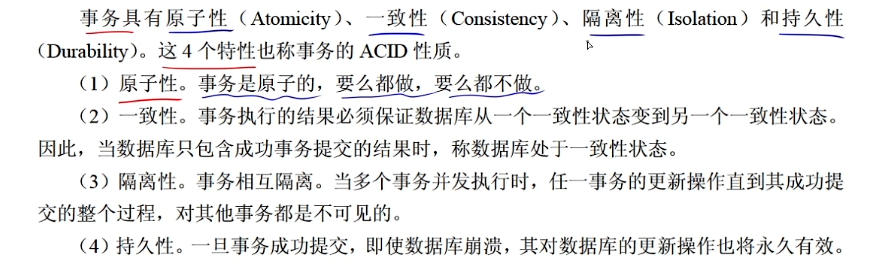 事务具有原子性（Atomicity）、一致性（Consistency）、隔离性（Isolation）和持久性
（Durability）。这 4 个特性也称事务的 ACID 性质。
（1）原子性。事务是原子的，要么都做，要么都不做。
（2）一致性。事务执行的结果必须保证数据库从一个一致性状态变到另一个一致性状态。
因此，当数据库只包含成功事务提交的结果时，称数据库处于一致性状态。
（3）隔离性。事务相互隔离。当多个事务并发执行时，任一事务的更新操作直到其成功提
交的整个过程，对其他事务都是不可见的。
（4）持久性。一旦事务成功提交，即使数据库崩溃，其对数据库的更新操作也将永久有效。